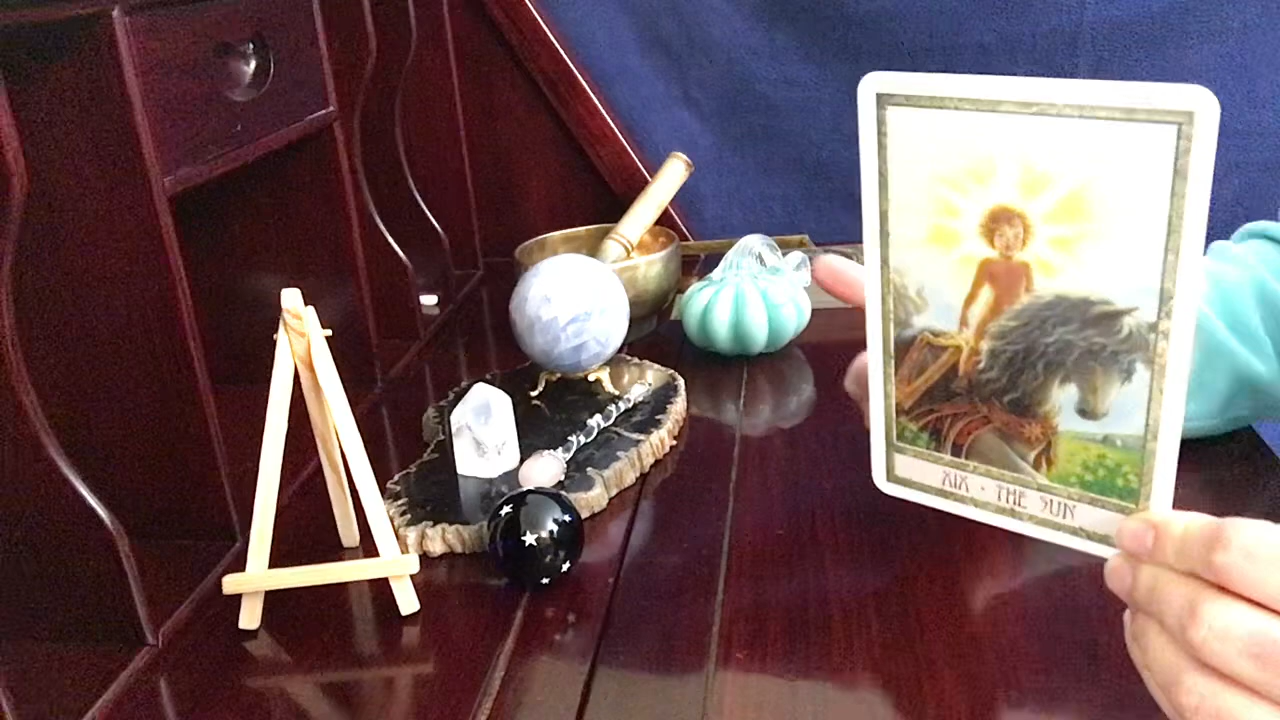 XIX • THE SUN